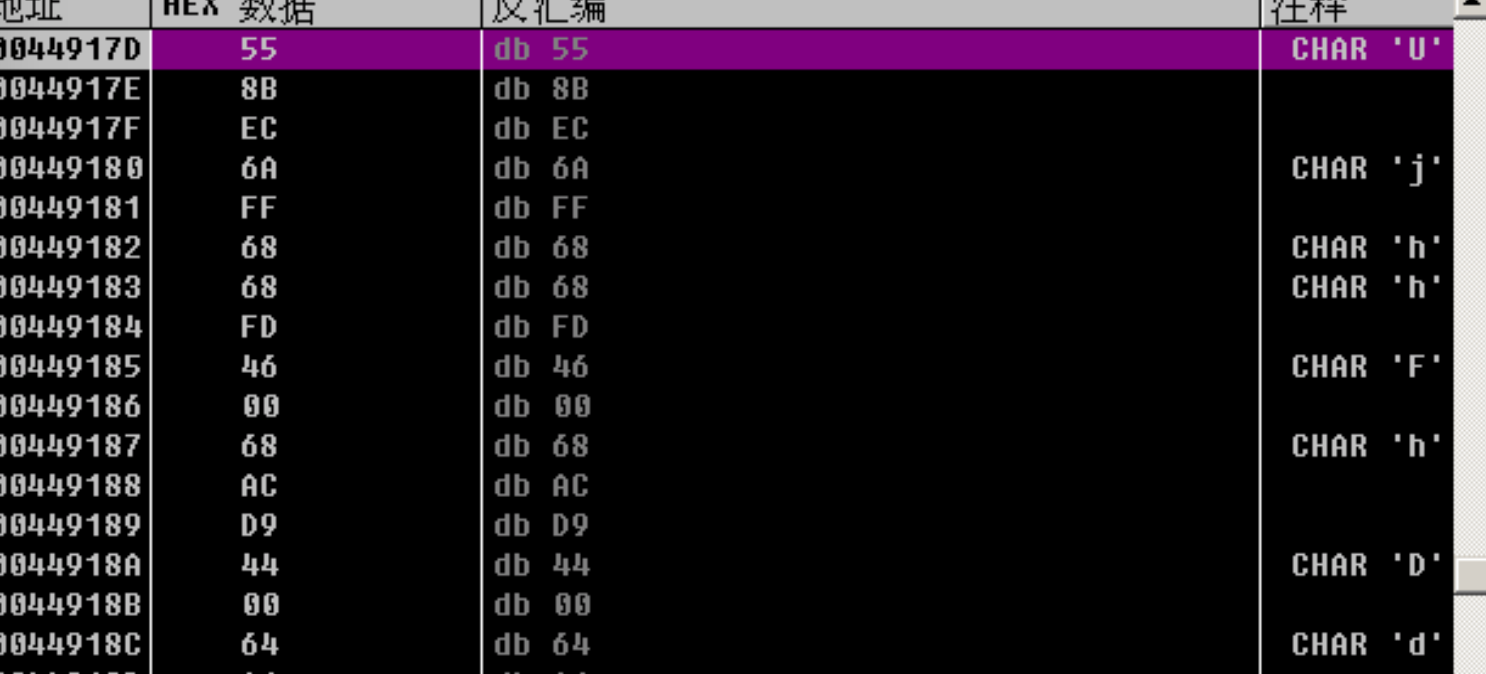 地址 HEX 数据 反汇编 注释
0044917D 55 db 55 CHAR 'U'
0044917E 8B db 8B
0044917F EC db EC
00449180 6A db 6A CHAR 'j'
00449181 FF db FF
00449182 68 db 68 CHAR 'h'
00449183 68 db 68 CHAR 'h'
00449184 FD db FD
00449185 46 db 46 CHAR 'F'
00449186 00 db 00
00449187 68 db 68 CHAR 'h'
00449188 AC db AC
00449189 D9 db D9
0044918A 44 db 44 CHAR 'D'
0044918B 00 db 00
0044918C 64 db 64 CHAR 'd'